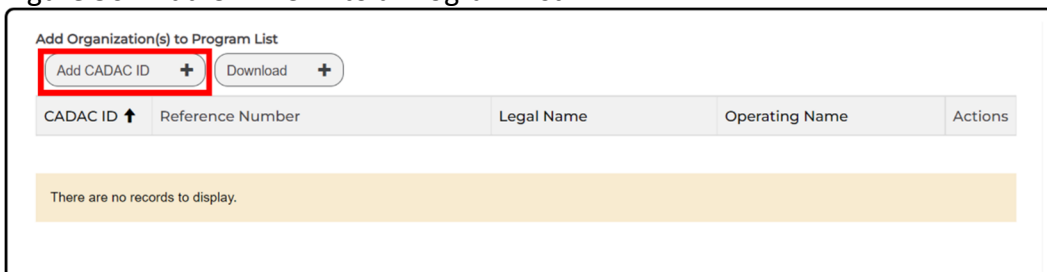 Add Organization(s) to Program List
Add CADAC ID + Download +
CADAC ID ↑ Reference Number Legal Name Operating Name Actions
There are no records to display.